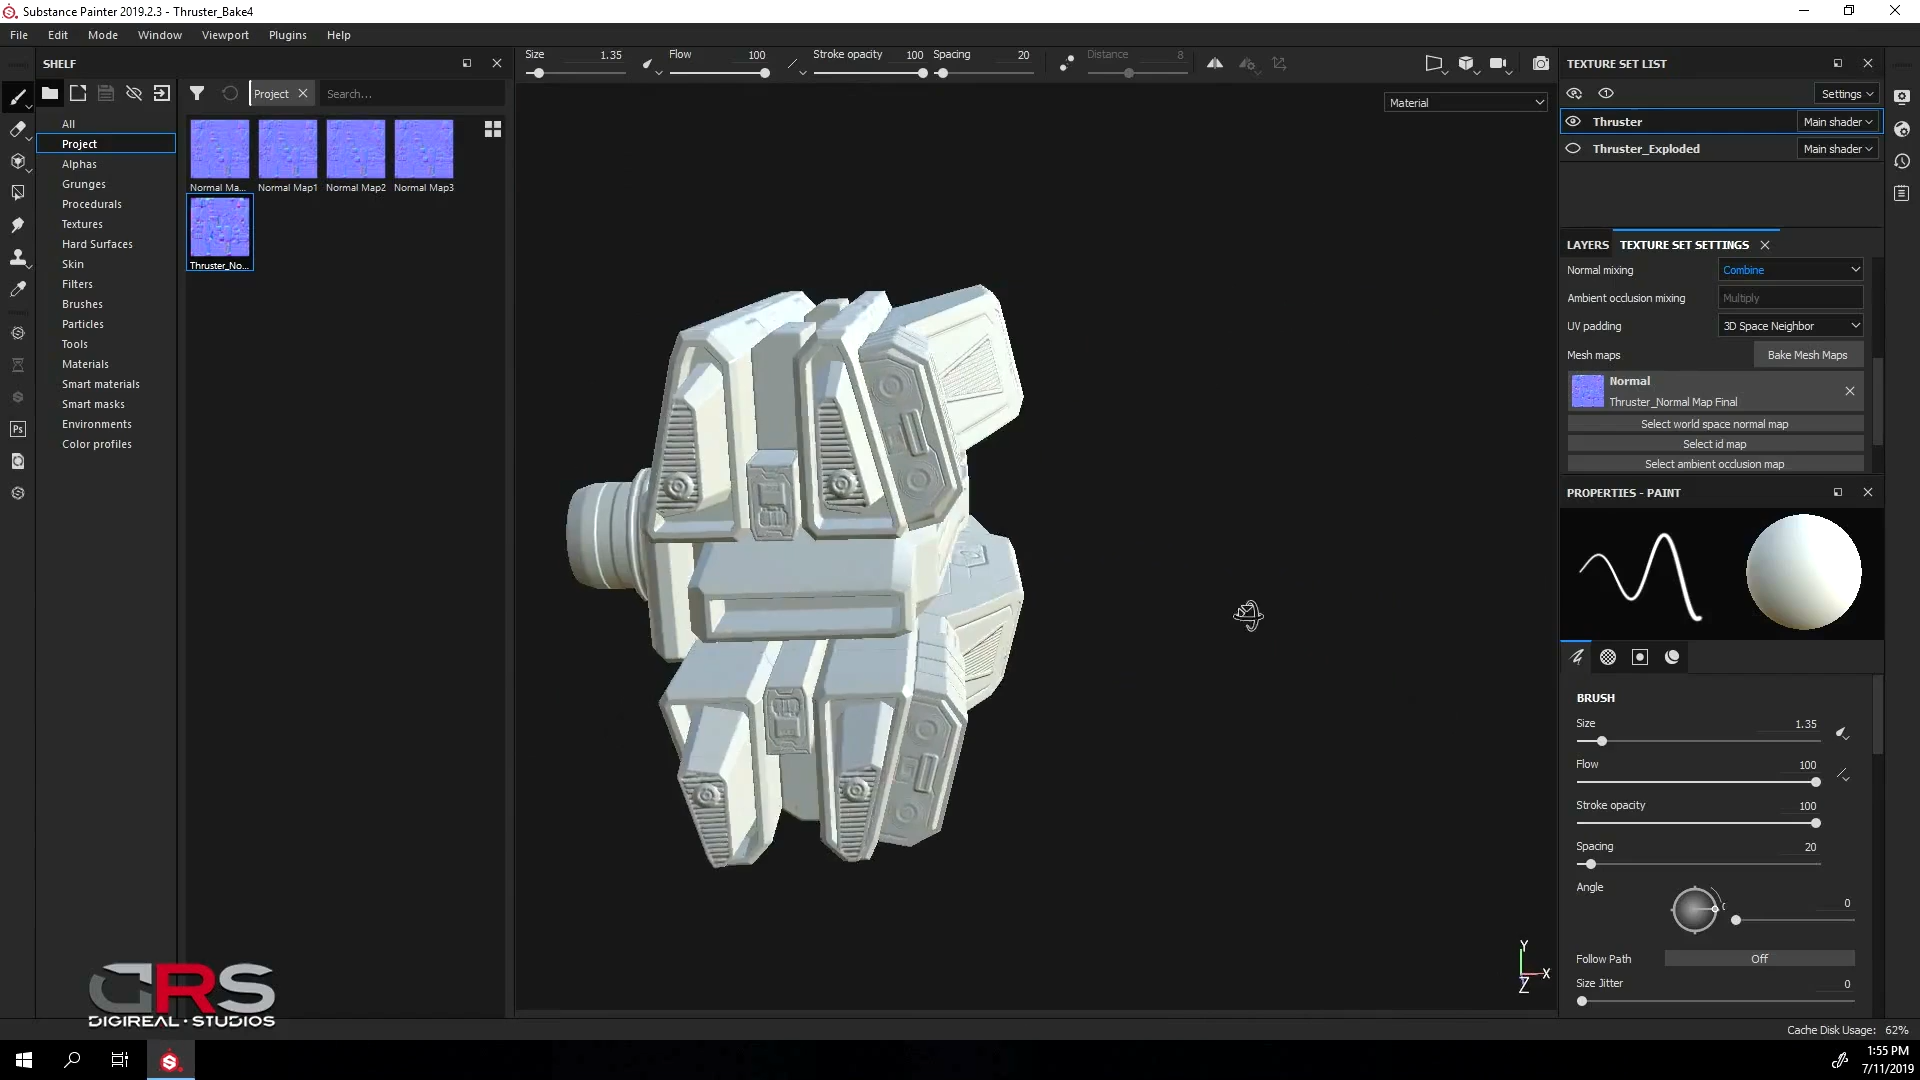 Substance Painter 2019.2.3 - Thruster_Bake4
File Edit Mode Window Viewport Plugins Help
SHELF
Project
Search...
All
Project
Alphas
Grunges
Procedurals
Textures
Hard Surfaces
Skin
Filters
Brushes
Particles
Tools
Materials
Smart materials
Smart masks
Environments
Color profiles
Normal Ma... Normal Map1 Normal Map2 Normal Map3
Thruster_No...
Ps
Size 1.35 Flow 100 Stroke opacity 100 Spacing 20 Distance 8
Material
Y
X
Z
TEXTURE SET LIST
Settings
Thruster Main shader
Thruster_Exploded Main shader
LAYERS TEXTURE SET SETTINGS
Normal mixing Combine
Ambient occlusion mixing Multiply
UV padding 3D Space Neighbor
Mesh maps Bake Mesh Maps
Normal
Thruster_Normal Map Final
Select world space normal map
Select id map
Select ambient occlusion map
PROPERTIES - PAINT
BRUSH
Size 1.35
Flow 100
Stroke opacity 100
Spacing 20
Angle 0
Follow Path Off
Size Jitter 0
Cache Disk Usage: 62%
DRS
DIGIREAL·STUDIOS
1:55 PM
7/11/2019